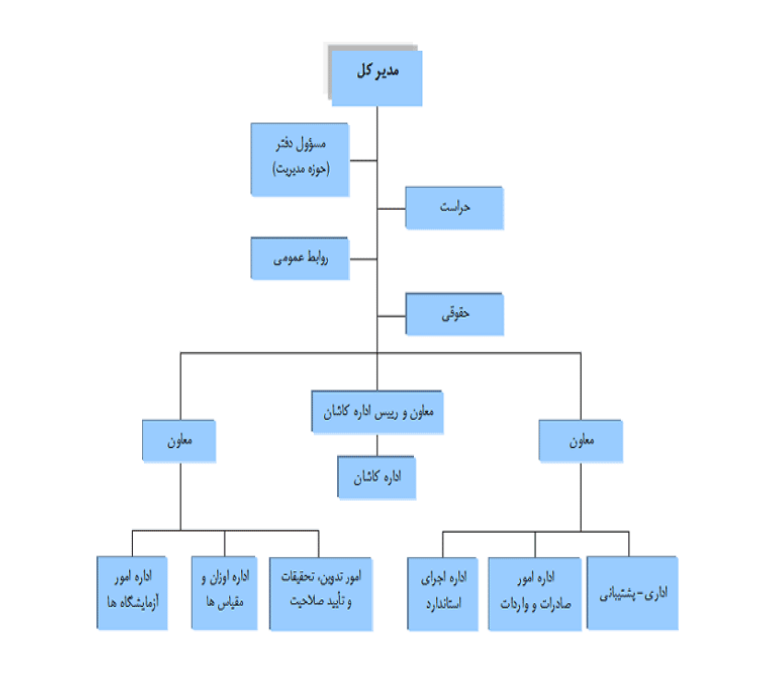 مدیر کل
مسؤول دفتر
(حوزه مدیریت)
حراست
روابط عمومی
حقوقی
معاون
معاون و رییس اداره کاشان
معاون
اداره کاشان
اداری-پشتیبانی
اداره امور
صادرات و واردات
اداره اجرای
استاندارد
امور تدوین، تحقیقات
و تأیید صلاحیت
اداره اوزان و
مقیاس ها
اداره امور
آزمایشگاه ها